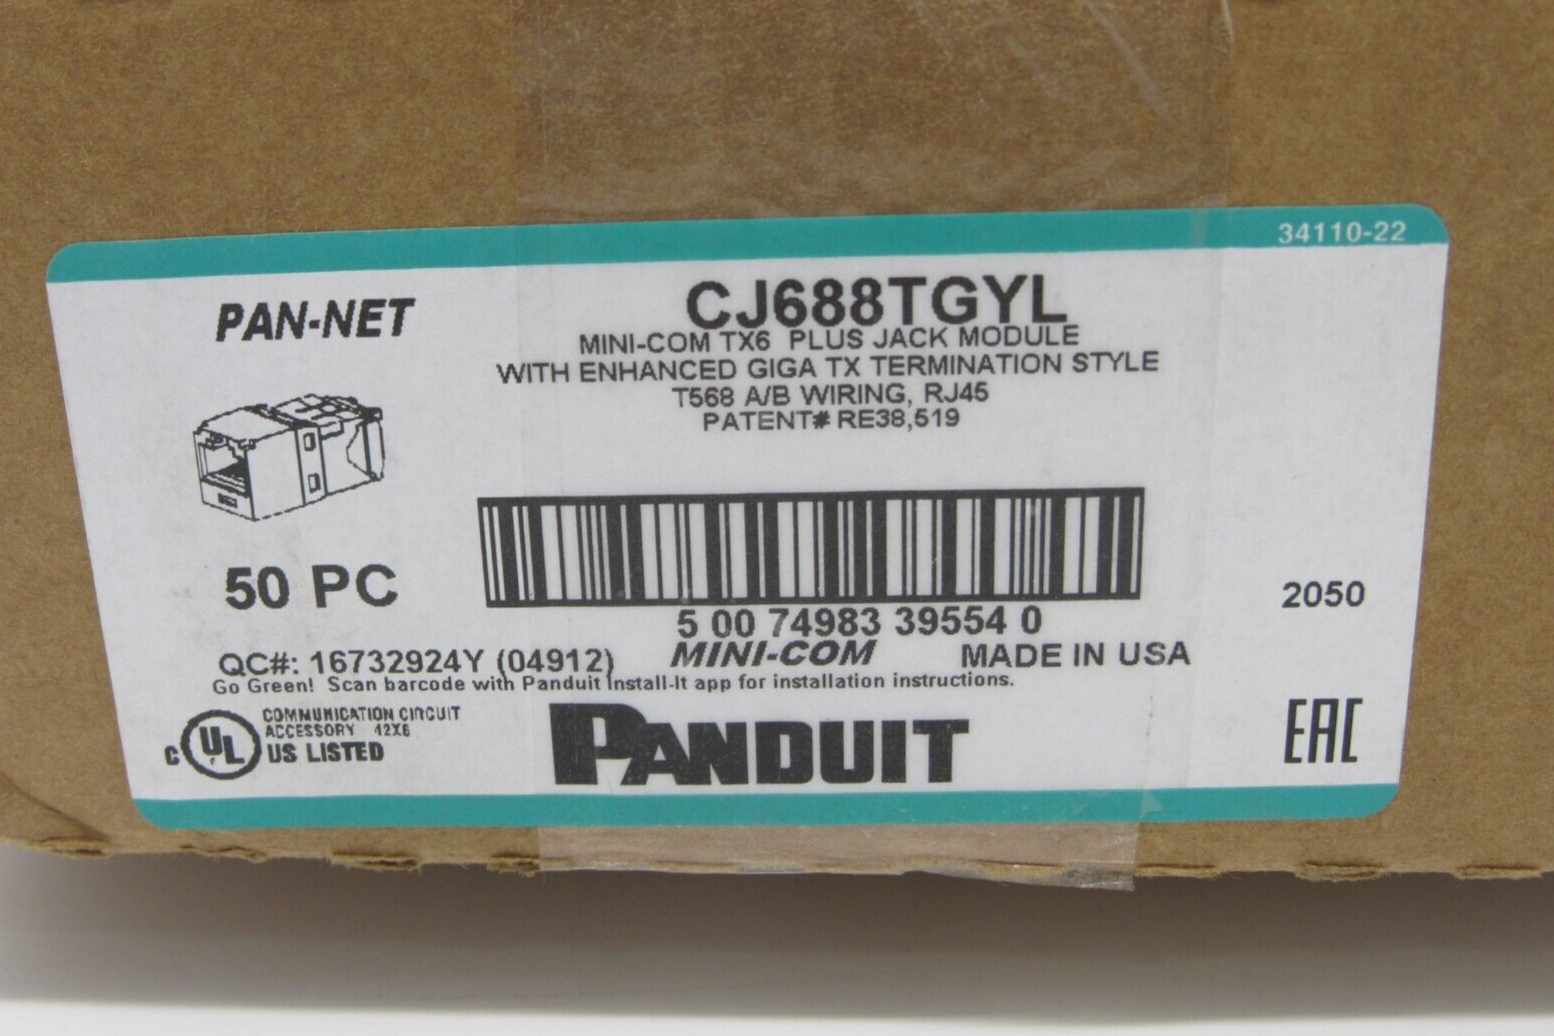 34110-22
PAN-NET
CJ688TGYL
MINI-COM TX6 PLUS JACK MODULE
WITH ENHANCED GIGA TX TERMINATION STYLE
T568 A/B WIRING, RJ45
PATENT# RE38,519
50 PC
5 00 74983 39554 0
2050
QC#: 16732924Y (04912)
MINI-COM
MADE IN USA
Go Green! Scan barcode with Panduit Install-It app for installation instructions.
COMMUNICATION CIRCUIT
ACCESSORY 42X6
C UL US LISTED
PANDUIT
EAC